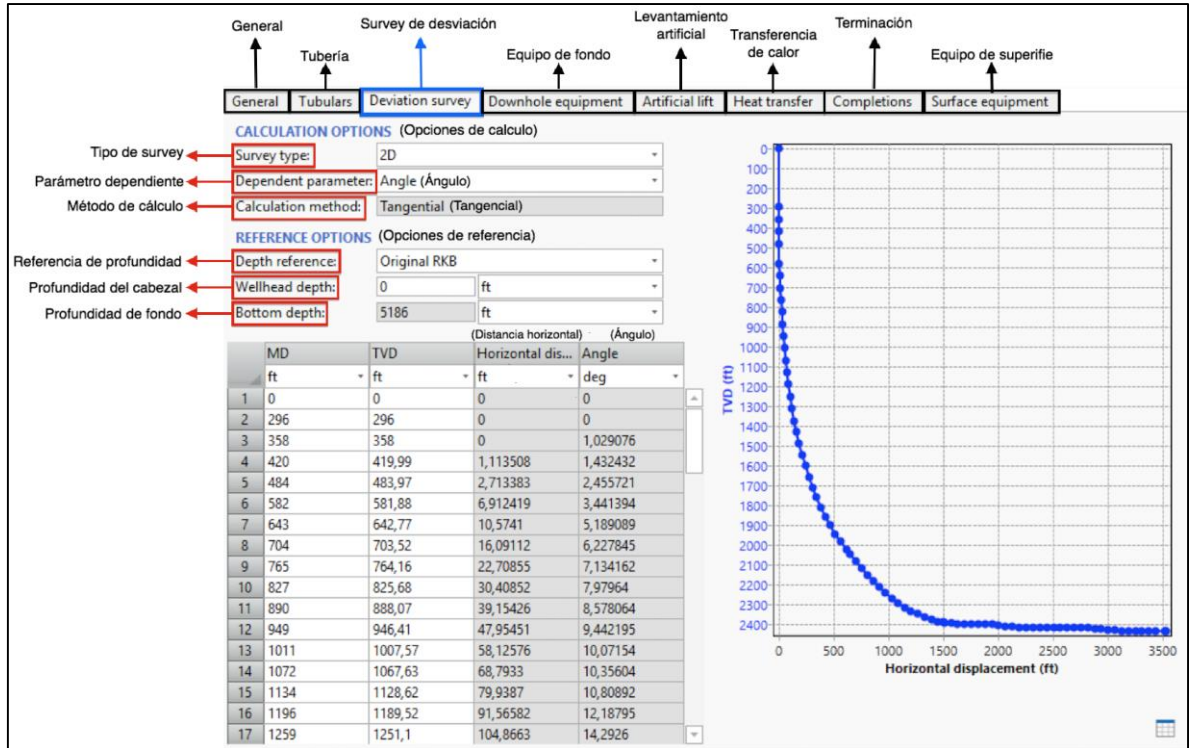 General
Survey de desviación
Levantamiento
artificial
Transferencia
de calor
Terminación
Tubería
Equipo de fondo
Equipo de superifie
General Tubulars Deviation survey Downhole equipment Artificial lift Heat transfer Completions Surface equipment
CALCULATION OPTIONS (Opciones de calculo)
Tipo de survey Survey type: 2D
Parámetro dependiente Dependent parameter: Angle (Ángulo)
Método de cálculo Calculation method: Tangential (Tangencial)
REFERENCE OPTIONS (Opciones de referencia)
Referencia de profundidad Depth reference: Original RKB
Profundidad del cabezal Wellhead depth: 0 ft
Profundidad de fondo Bottom depth: 5186 ft
(Distancia horizontal) (Ángulo)
MD TVD Horizontal dis... Angle
ft ft ft deg
1 0 0 0 0
2 296 296 0 0
3 358 358 0 1,029076
4 420 419,99 1,113508 1,432432
5 484 483,97 2,713383 2,455721
6 582 581,88 6,912419 3,441394
7 643 642,77 10,5741 5,189089
8 704 703,52 16,09112 6,227845
9 765 764,16 22,70855 7,134162
10 827 825,68 30,40852 7,97964
11 890 888,07 39,15426 8,578064
12 949 946,41 47,95451 9,442195
13 1011 1007,57 58,12576 10,07154
14 1072 1067,63 68,7933 10,35604
15 1134 1128,62 79,9387 10,80892
16 1196 1189,52 91,56582 12,18795
17 1259 1251,1 104,8663 14,2926
TVD (ft)
0
100
200
300
400
500
600
700
800
900
1000
1100
1200
1300
1400
1500
1600
1700
1800
1900
2000
2100
2200
2300
2400
0 500 1000 1500 2000 2500 3000 3500
Horizontal displacement (ft)